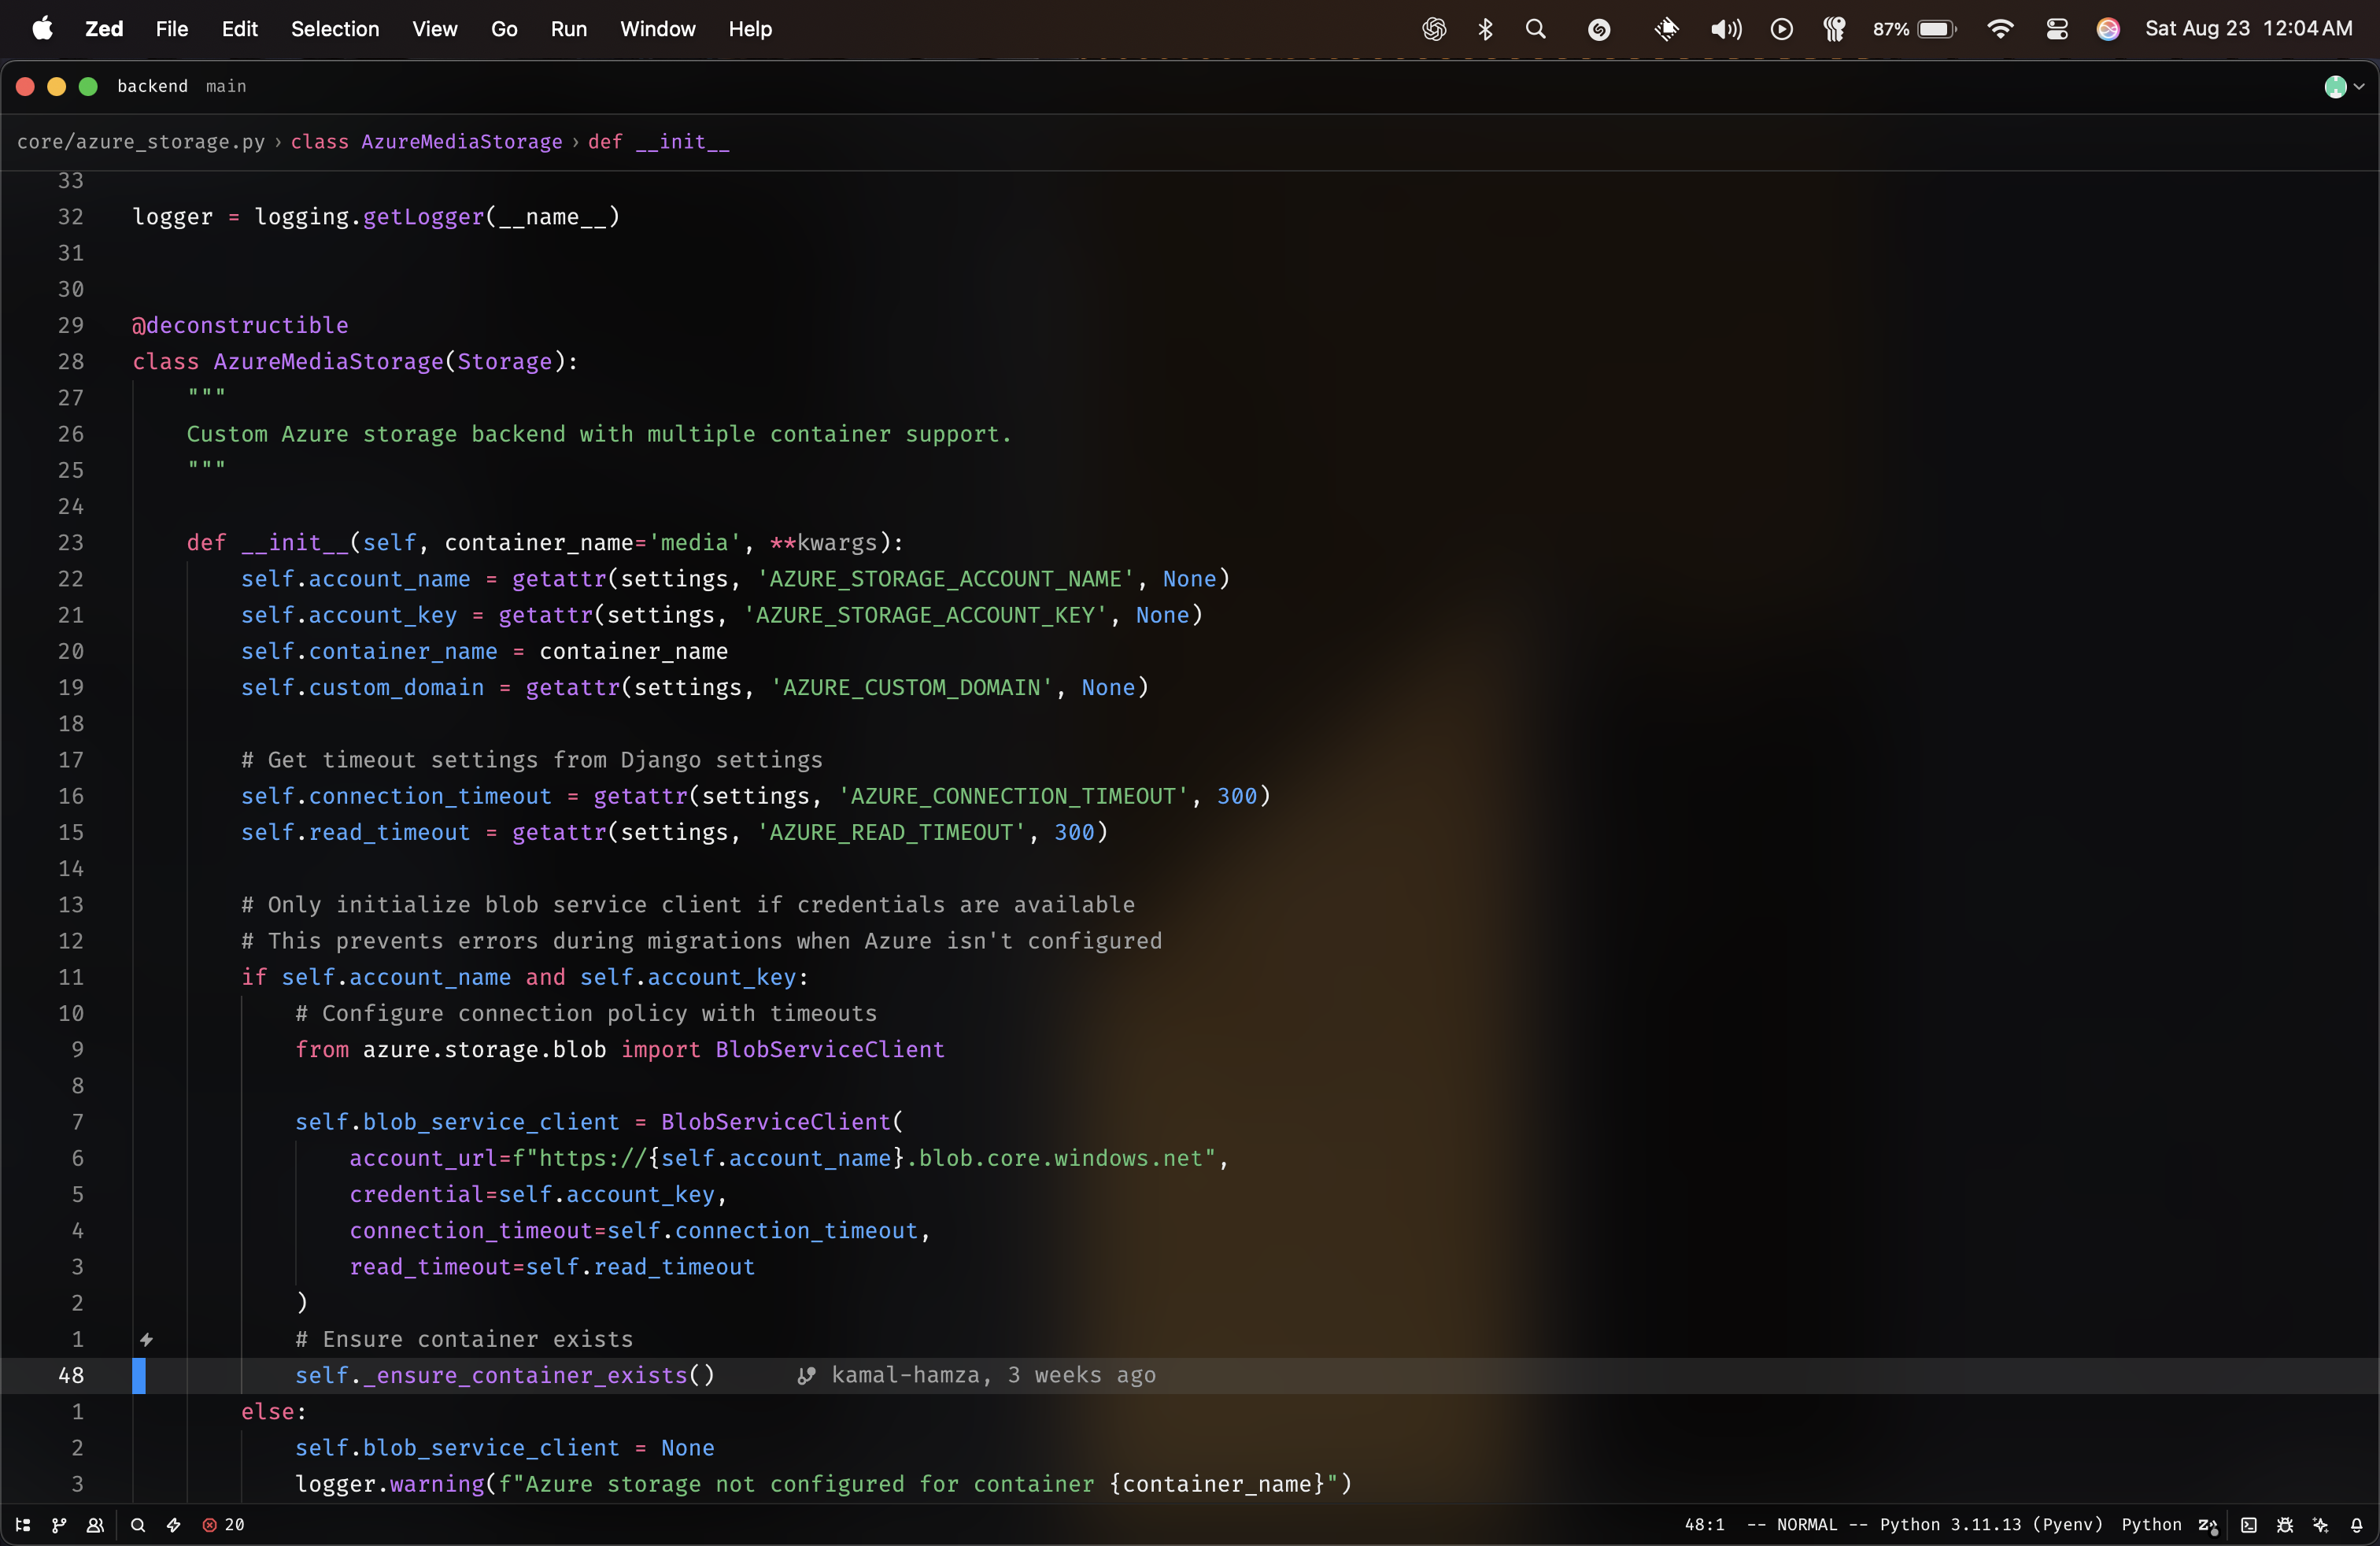 Zed File Edit Selection View Go Run Window Help 87% Sat Aug 23 12:04 AM
backend main
core/azure_storage.py › class AzureMediaStorage › def __init__
33
32 logger = logging.getLogger(__name__)
31
30
29 @deconstructible
28 class AzureMediaStorage(Storage):
27 """
26 Custom Azure storage backend with multiple container support.
25 """
24
23 def __init__(self, container_name='media', **kwargs):
22 self.account_name = getattr(settings, 'AZURE_STORAGE_ACCOUNT_NAME', None)
21 self.account_key = getattr(settings, 'AZURE_STORAGE_ACCOUNT_KEY', None)
20 self.container_name = container_name
19 self.custom_domain = getattr(settings, 'AZURE_CUSTOM_DOMAIN', None)
18
17 # Get timeout settings from Django settings
16 self.connection_timeout = getattr(settings, 'AZURE_CONNECTION_TIMEOUT', 300)
15 self.read_timeout = getattr(settings, 'AZURE_READ_TIMEOUT', 300)
14
13 # Only initialize blob service client if credentials are available
12 # This prevents errors during migrations when Azure isn't configured
11 if self.account_name and self.account_key:
10 # Configure connection policy with timeouts
9 from azure.storage.blob import BlobServiceClient
8
7 self.blob_service_client = BlobServiceClient(
6 account_url=f"https://{self.account_name}.blob.core.windows.net",
5 credential=self.account_key,
4 connection_timeout=self.connection_timeout,
3 read_timeout=self.read_timeout
2 )
1 # Ensure container exists
48 self._ensure_container_exists() kamal-hamza, 3 weeks ago
1 else:
2 self.blob_service_client = None
3 logger.warning(f"Azure storage not configured for container {container_name}")
20 48:1 -- NORMAL -- Python 3.11.13 (Pyenv) Python